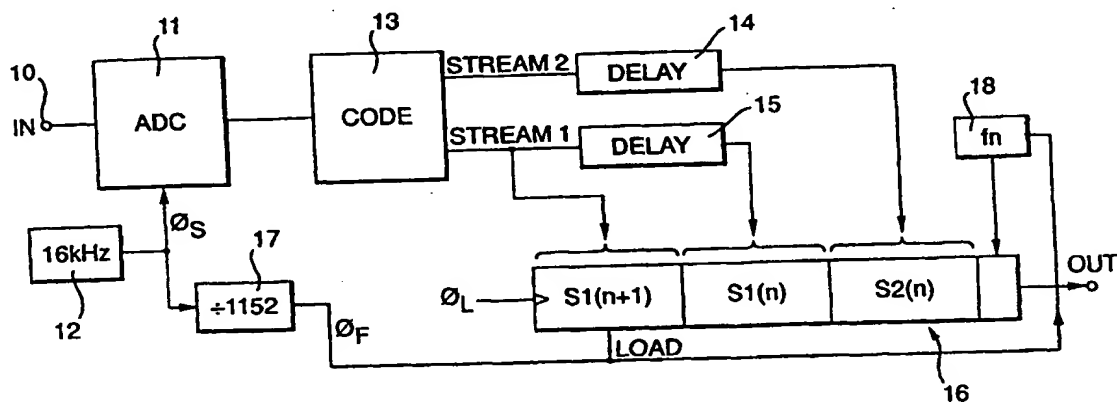 11
13
14
10
STREAM 2
DELAY
15
18
IN
ADC
CODE
STREAM 1
DELAY
fn
ØS
16kHz
17
12
÷1152
ØF
ØL
S1(n+1)
S1(n)
S2(n)
OUT
LOAD
16